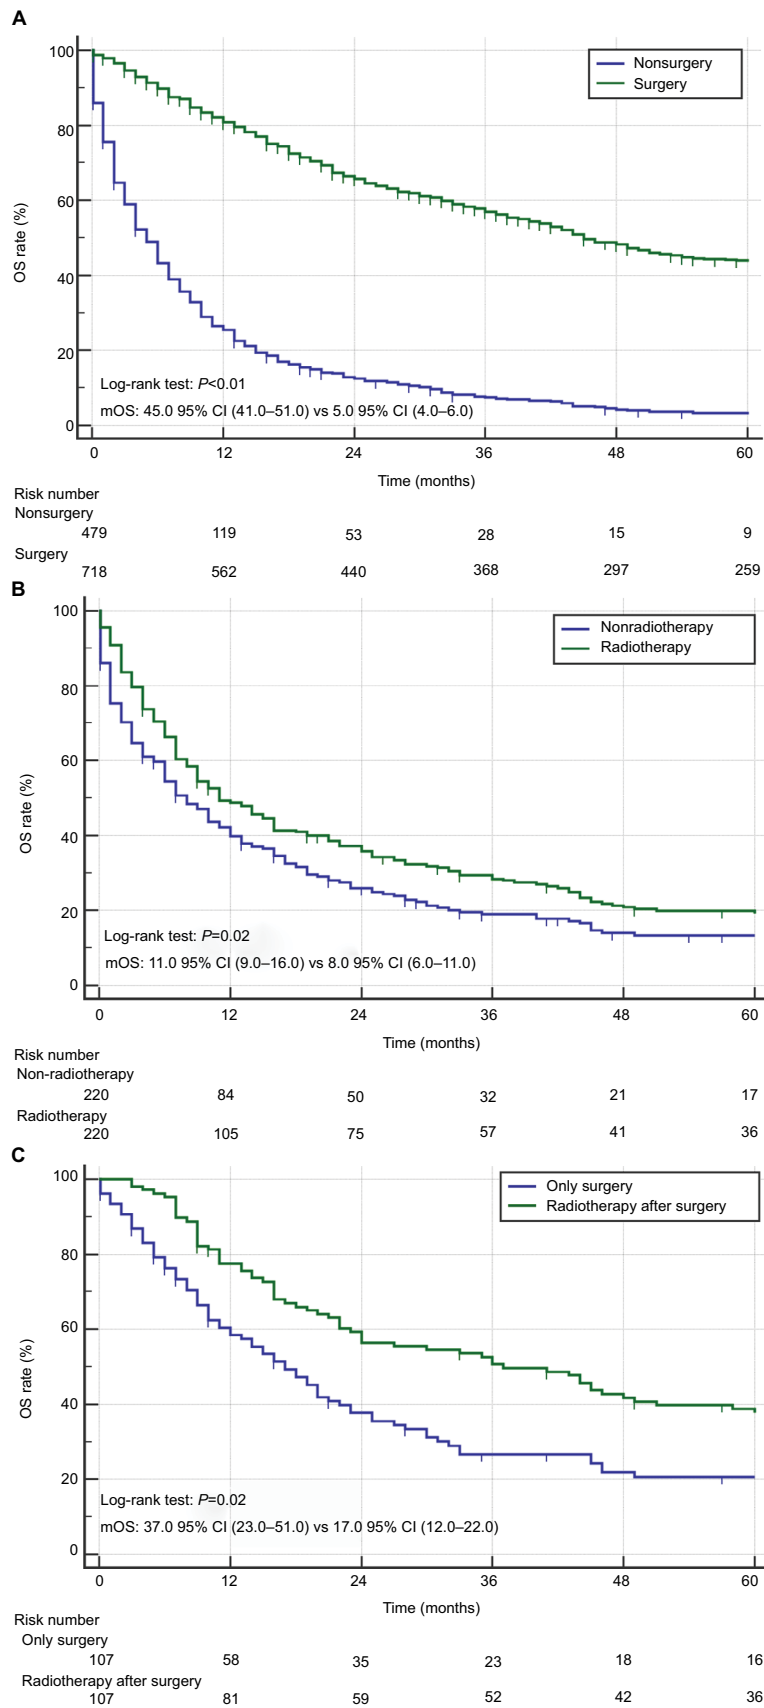 A
100
80
60
40
20
0
OS rate (%)
Nonsurgery
Surgery
Log-rank test: P<0.01
mOS: 45.0 95% CI (41.0–51.0) vs 5.0 95% CI (4.0–6.0)
0 12 24 36 48 60
Time (months)
Risk number
Nonsurgery
479 119 53 28 15 9
Surgery
718 562 440 368 297 259
B
100
80
60
40
20
0
OS rate (%)
Nonradiotherapy
Radiotherapy
Log-rank test: P=0.02
mOS: 11.0 95% CI (9.0–16.0) vs 8.0 95% CI (6.0–11.0)
0 12 24 36 48 60
Time (months)
Risk number
Non-radiotherapy
220 84 50 32 21 17
Radiotherapy
220 105 75 57 41 36
C
100
80
60
40
20
0
OS rate (%)
Only surgery
Radiotherapy after surgery
Log-rank test: P=0.02
mOS: 37.0 95% CI (23.0–51.0) vs 17.0 95% CI (12.0–22.0)
0 12 24 36 48 60
Time (months)
Risk number
Only surgery
107 58 35 23 18 16
Radiotherapy after surgery
107 81 59 52 42 36